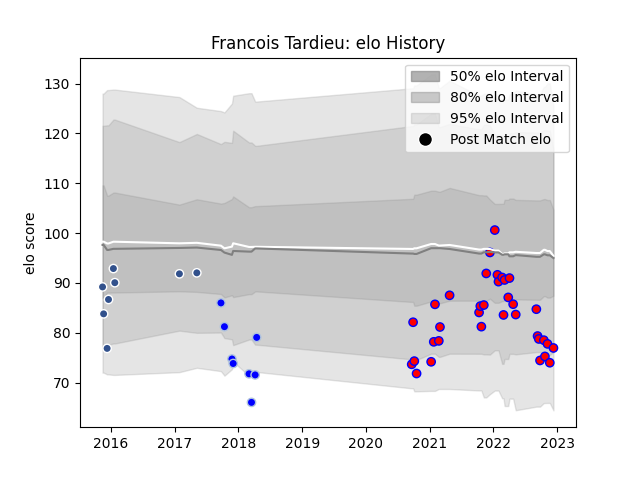 Francois Tardieu: elo History
50% elo Interval
80% elo Interval
95% elo Interval
Post Match elo
elo score
130
120
110
100
90
80
70
2016 2017 2018 2019 2020 2021 2022 2023